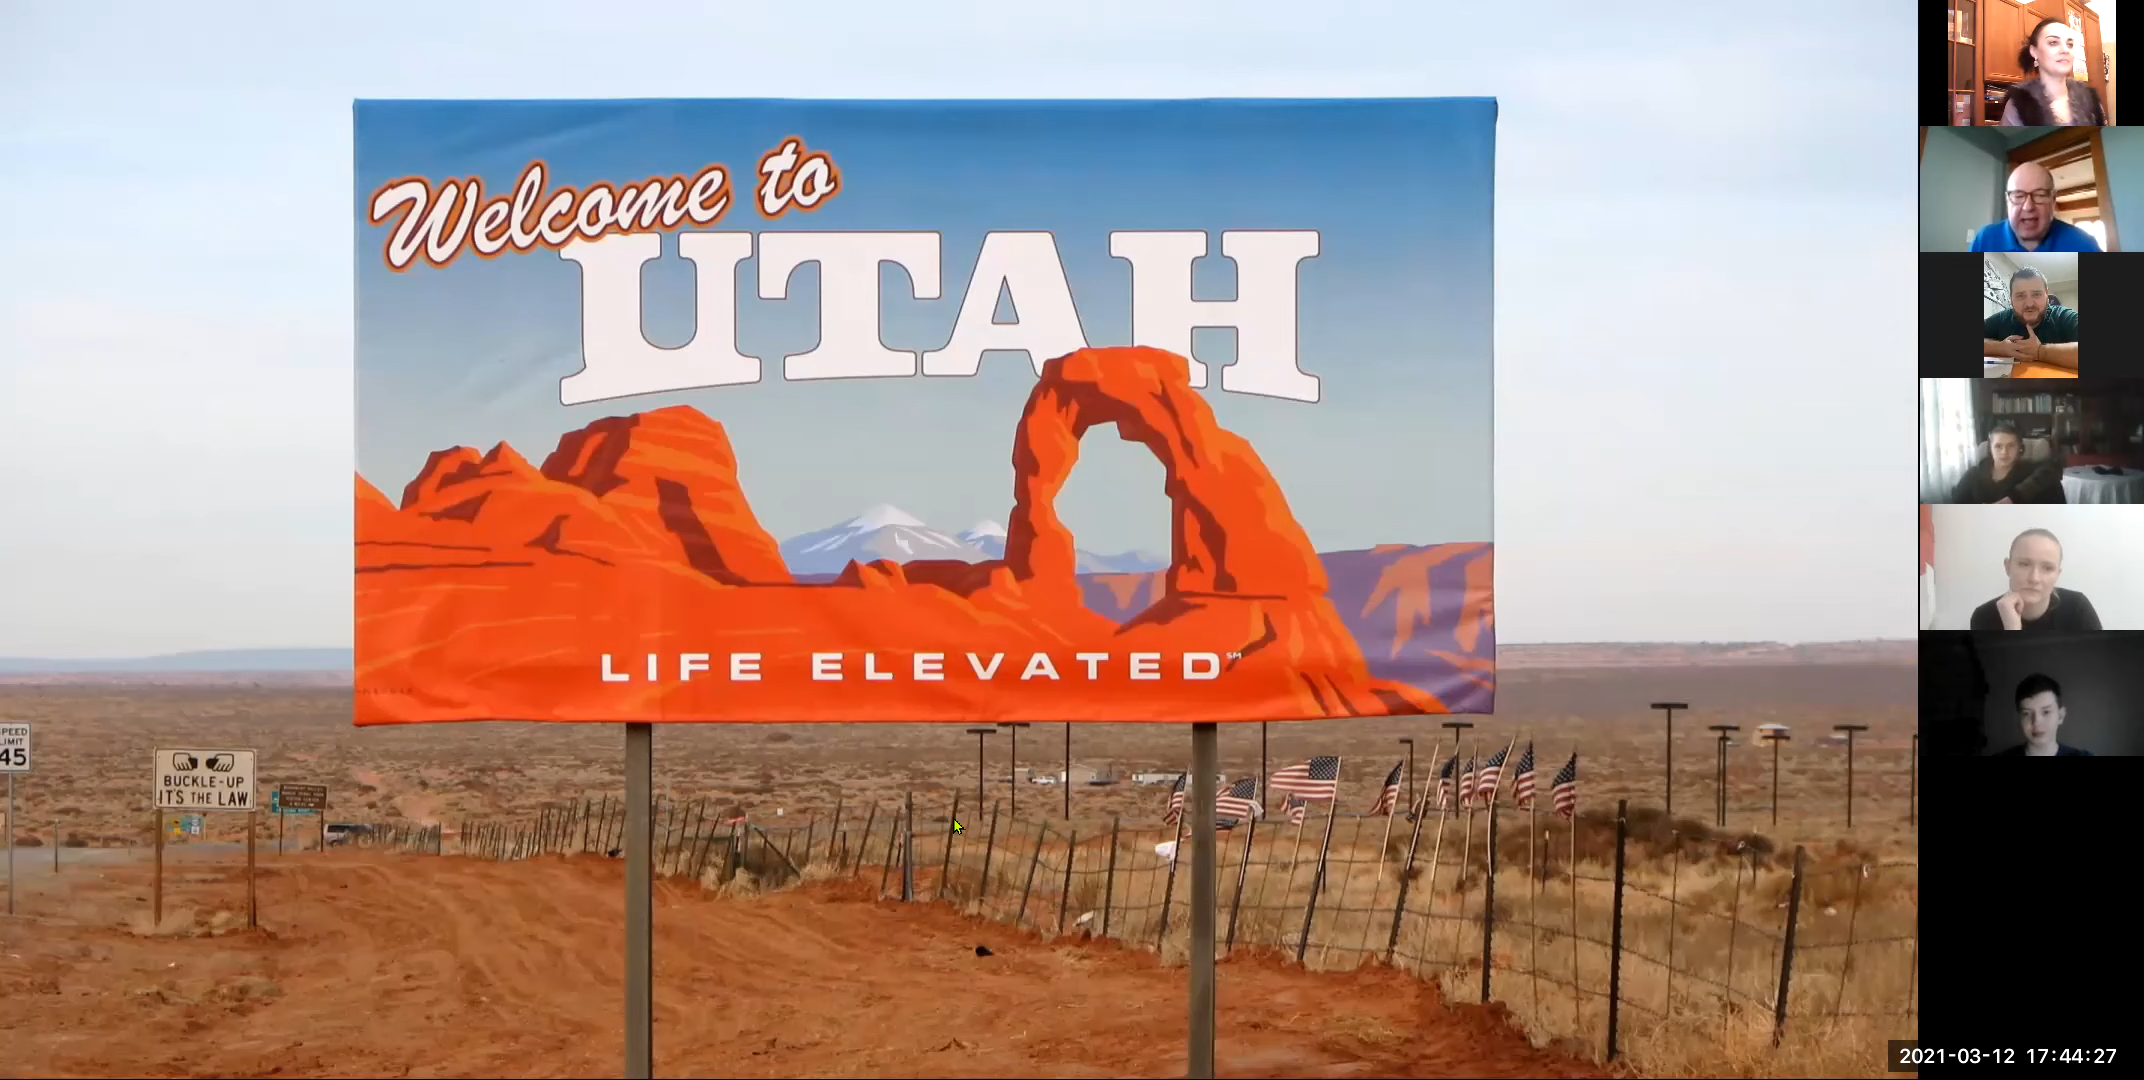 Welcome to
UTAH
LIFE ELEVATED℠
SPEED
LIMIT
45
BUCKLE-UP
IT'S THE LAW
2021-03-12 17:44:27